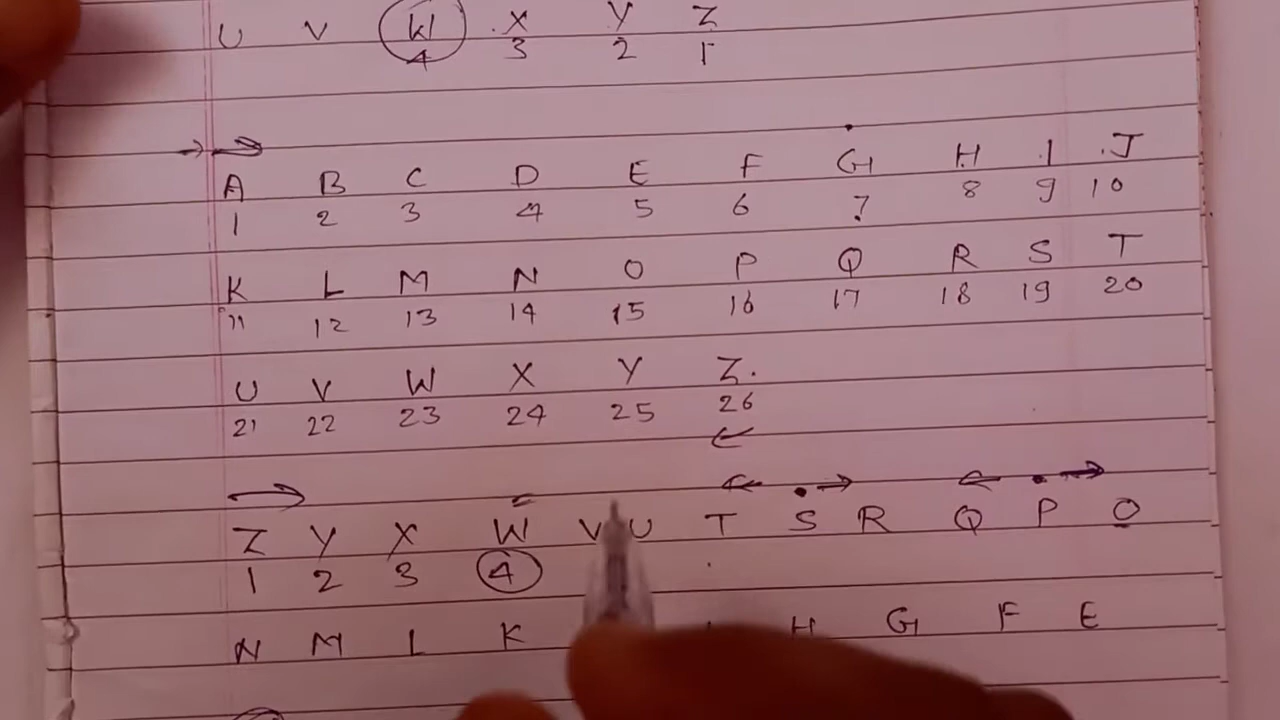 U V W X Y Z
4 3 2 1
A B C D E F G H I J
1 2 3 4 5 6 7 8 9 10
K L M N O P Q R S T
11 12 13 14 15 16 17 18 19 20
U V W X Y Z.
21 22 23 24 25 26
Z Y X W V U T S R Q P O
1 2 3 4
N M L K H G F E